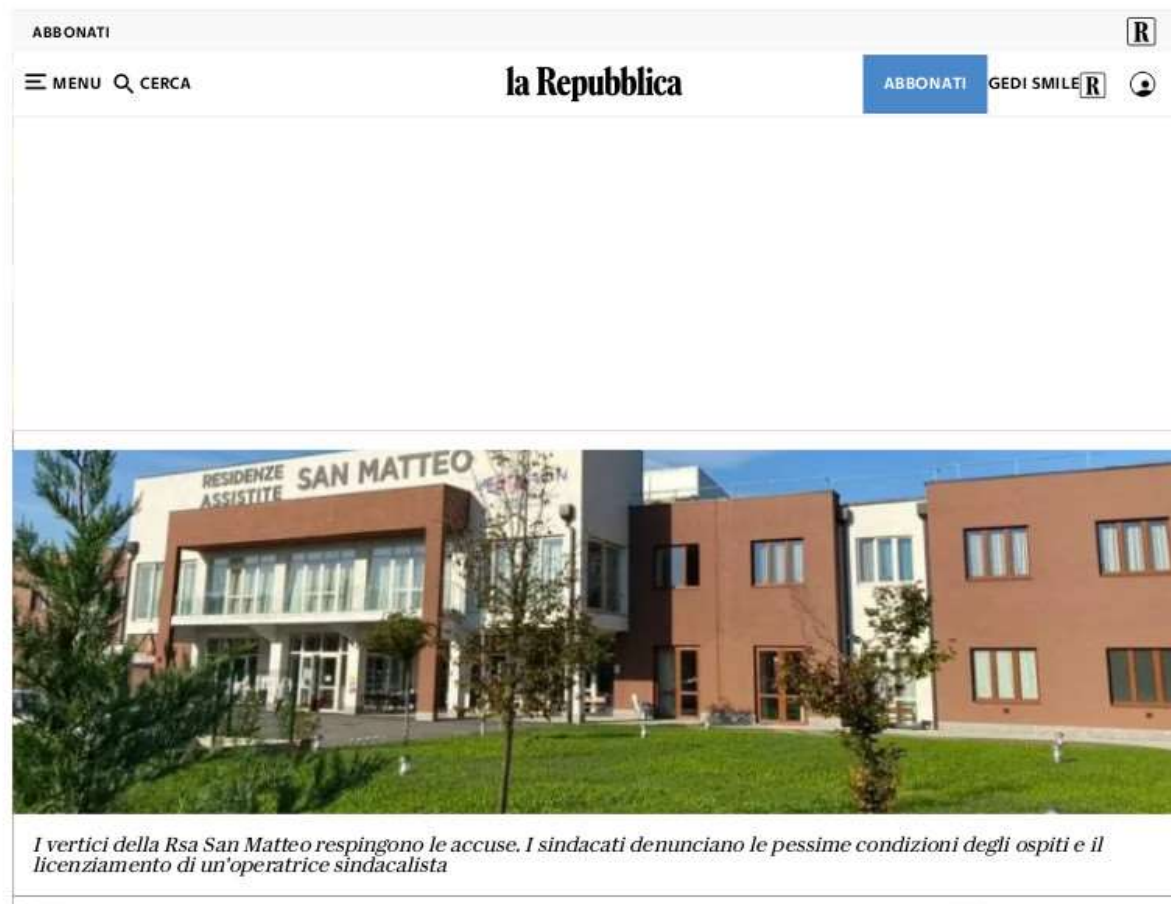 ABBONATI
R
MENU CERCA
la Repubblica
ABBONATI
GEDI SMILE R
RESIDENZE
ASSISTITE
SAN MATTEO
I vertici della Rsa San Matteo respingono le accuse. I sindacati denunciano le pessime condizioni degli ospiti e il
licenziamento di un'operatrice sindacalista